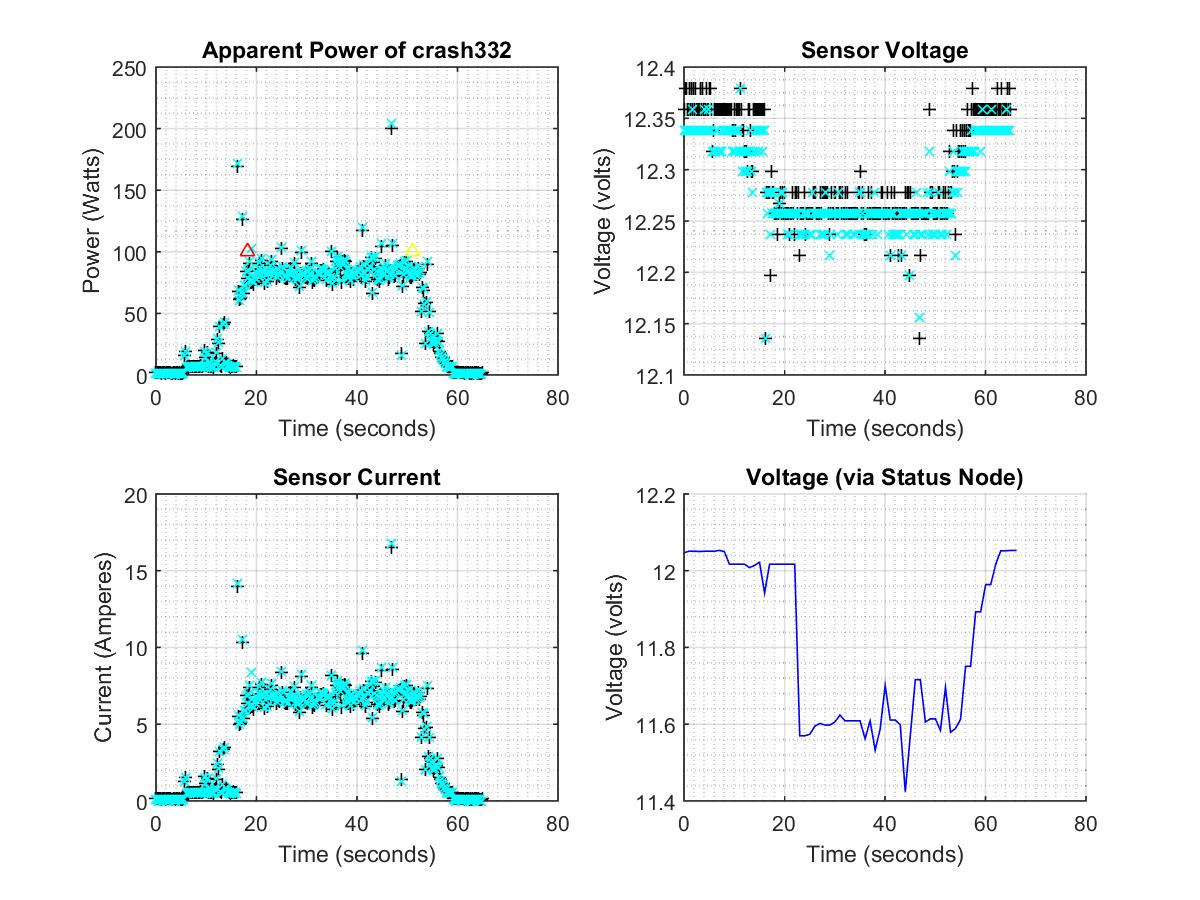 Apparent Power of crash332
250
200
150
100
50
0
Power (Watts)
0 20 40 60 80
Time (seconds)
Sensor Voltage
12.4
12.35
12.3
12.25
12.2
12.15
12.1
Voltage (volts)
0 20 40 60 80
Time (seconds)
Sensor Current
20
15
10
5
0
Current (Amperes)
0 20 40 60 80
Time (seconds)
Voltage (via Status Node)
12.2
12
11.8
11.6
11.4
Voltage (volts)
0 20 40 60 80
Time (seconds)